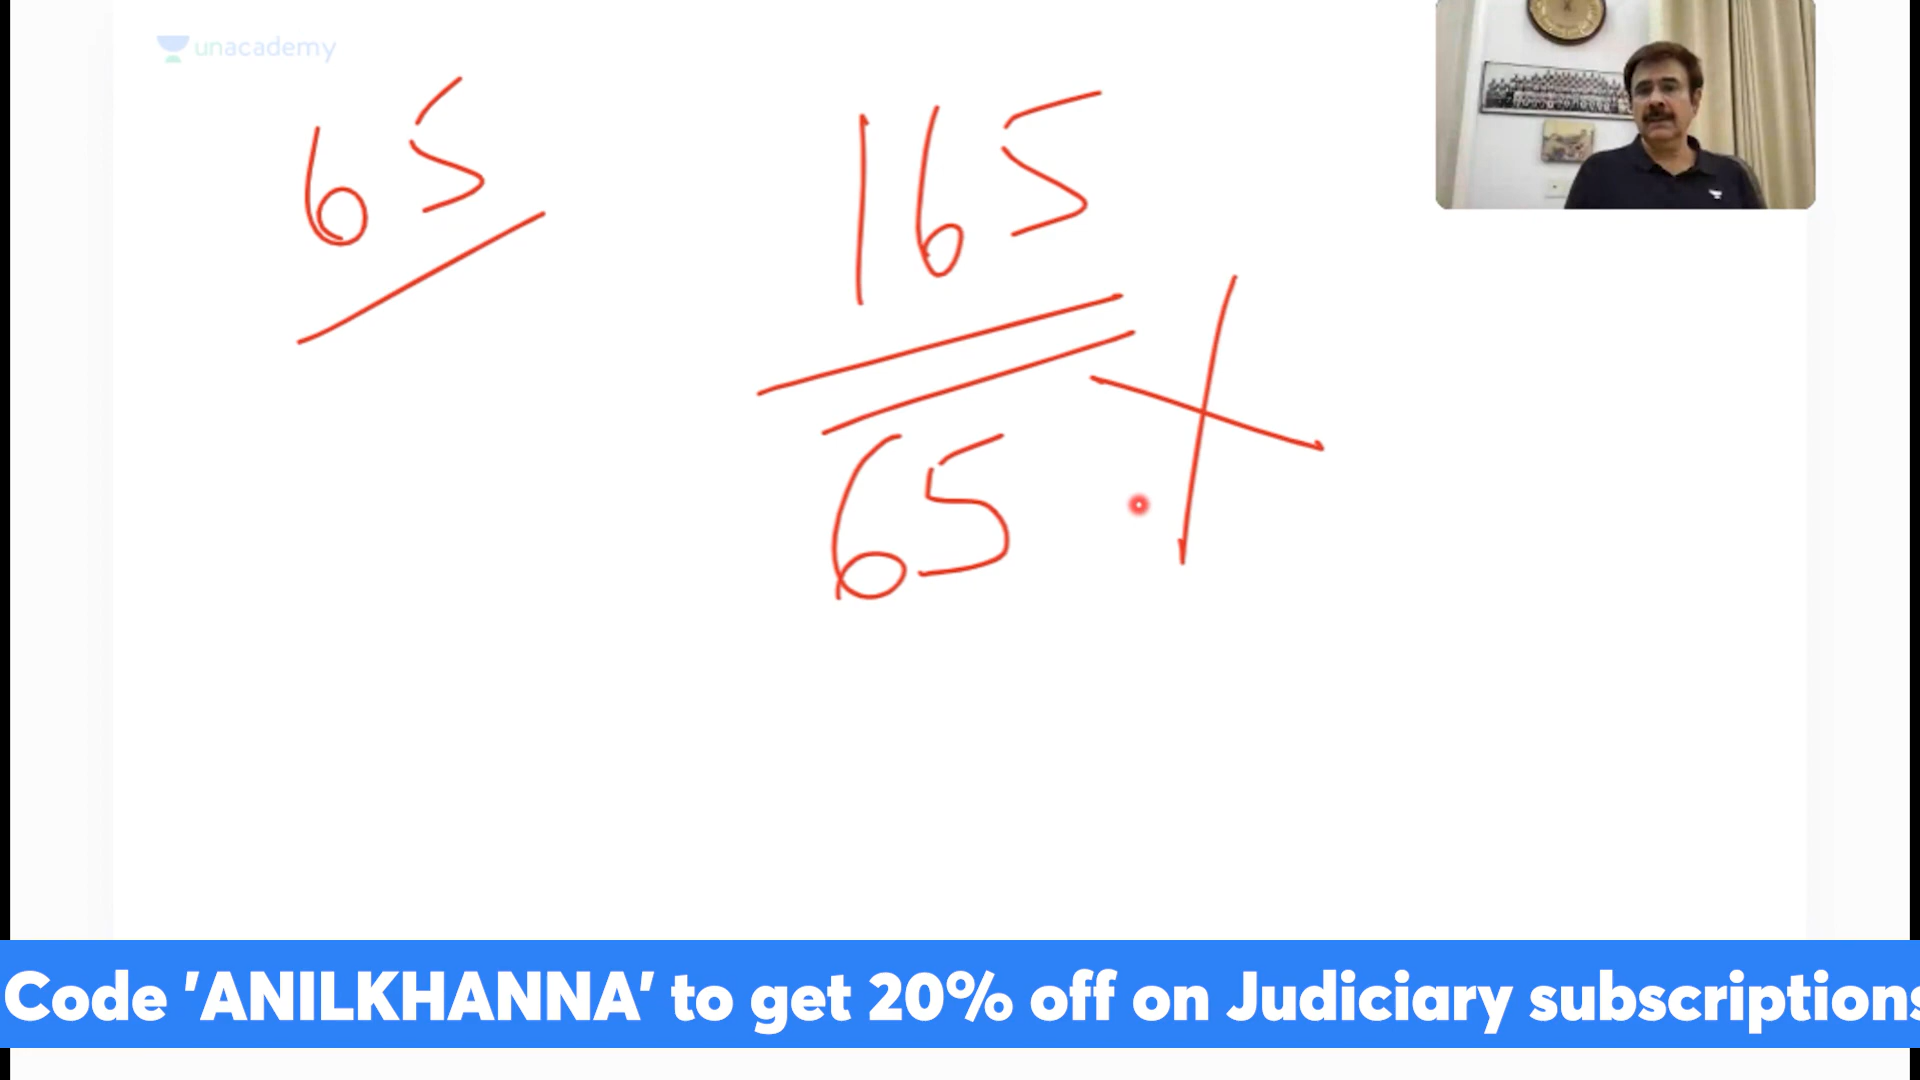 unacademy
65 165
65
Code 'ANILKHANNA' to get 20% off on Judiciary subscriptions